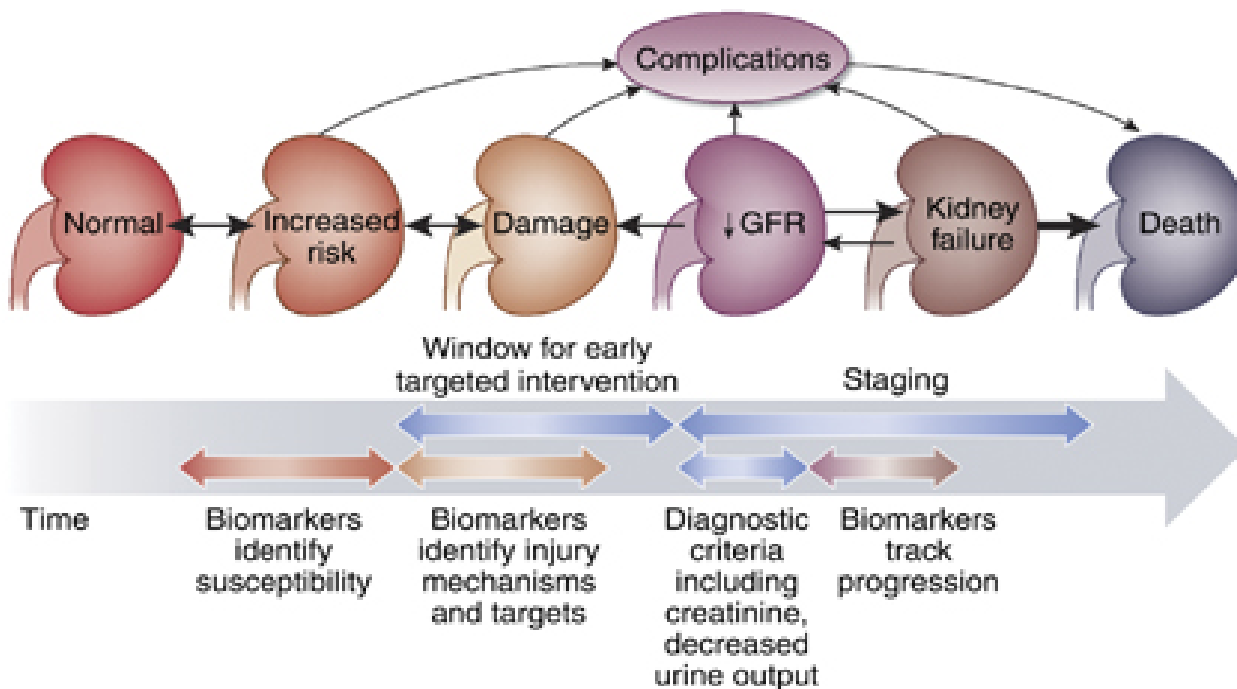 Complications
Normal
Increased
risk
Damage
↓ GFR
Kidney
failure
Death
Window for early
targeted intervention
Staging
Time
Biomarkers
identify
susceptibility
Biomarkers
identify injury
mechanisms
and targets
Diagnostic
criteria
including
creatinine,
decreased
urine output
Biomarkers
track
progression